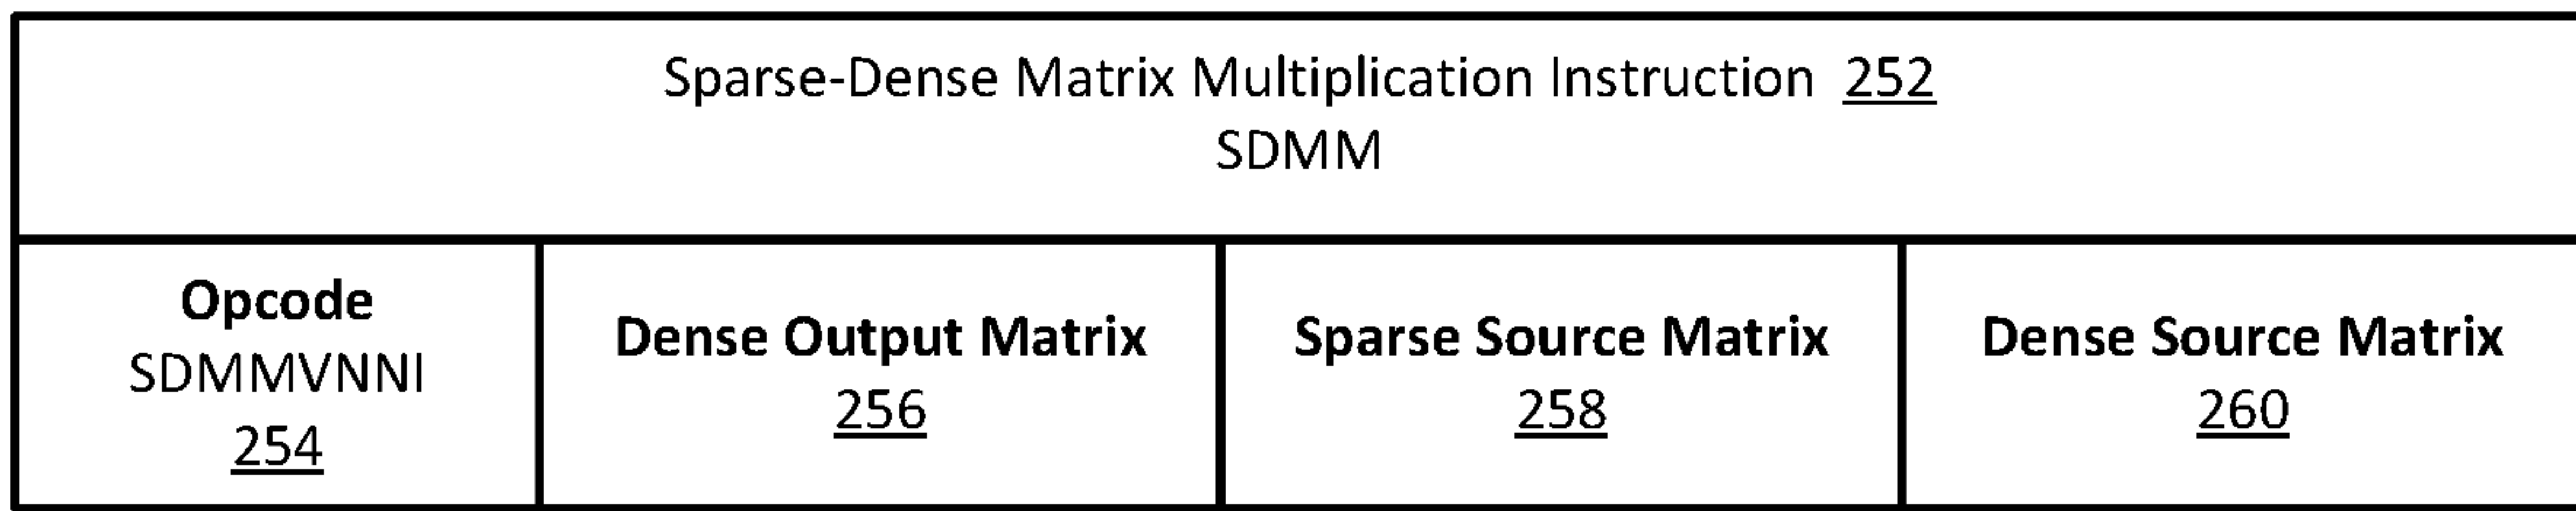 Sparse-Dense Matrix Multiplication Instruction 252
SDMM
Opcode
SDMMVNNI
254
Dense Output Matrix
256
Sparse Source Matrix
258
Dense Source Matrix
260